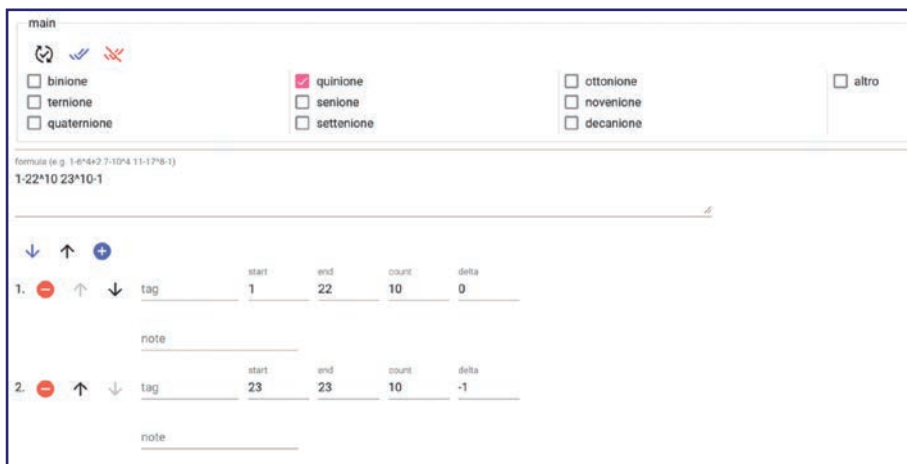 main
binione quinione ottonione altro
ternione senione novenione
quaternione settenione decanione
formula (e.g. 1-6^4+2 7-10^4 11-17^8-1)
1-22^10 23^10-1
start end count delta
1. tag 1 22 10 0
note
start end count delta
2. tag 23 23 10 -1
note